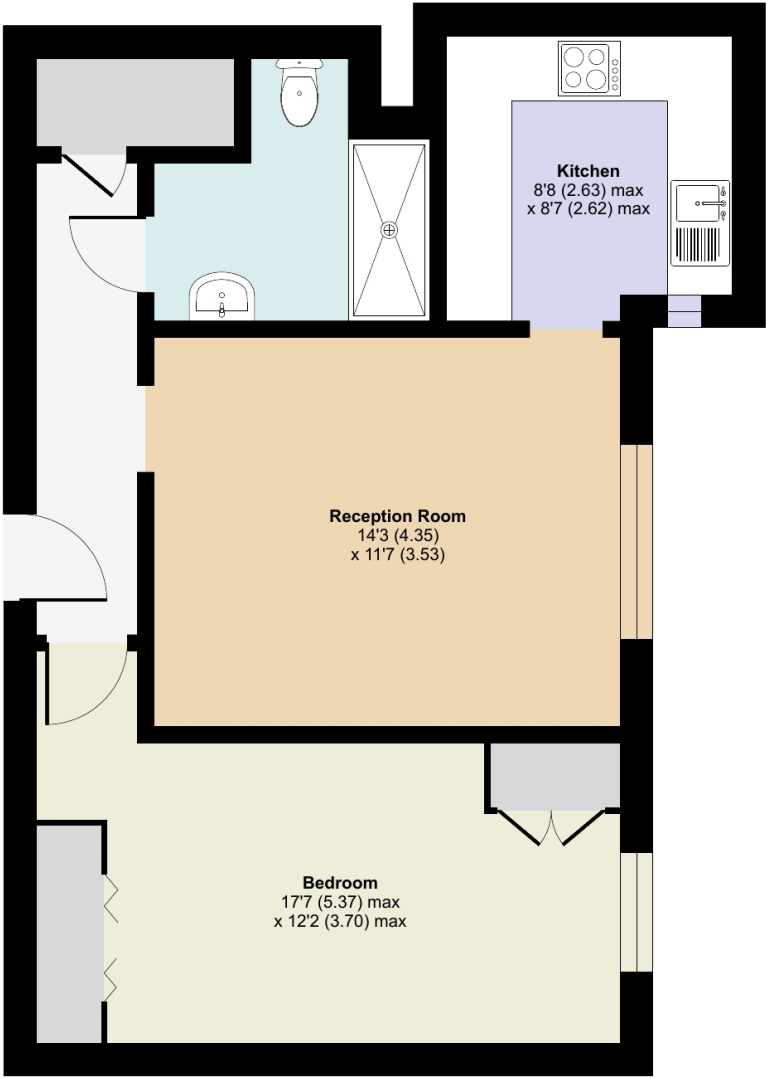 Kitchen
8'8 (2.63) max
x 8'7 (2.62) max
Reception Room
14'3 (4.35)
x 11'7 (3.53)
Bedroom
17'7 (5.37) max
x 12'2 (3.70) max